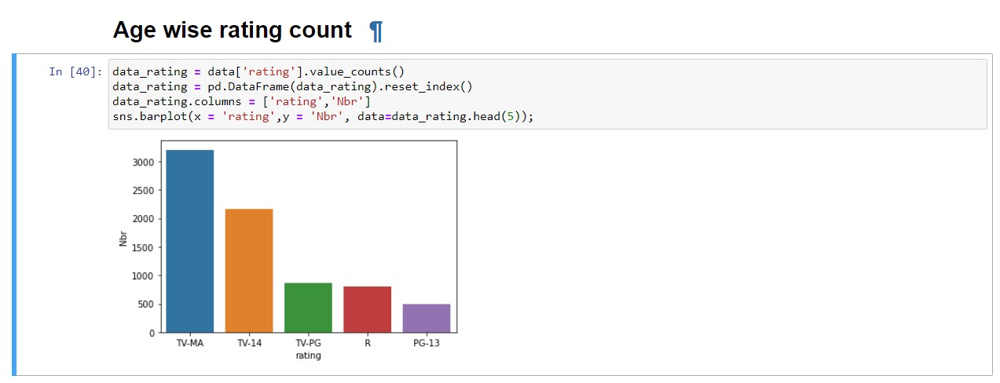 Age wise rating count ¶
In [40]: data_rating = data['rating'].value_counts()
data_rating = pd.DataFrame(data_rating).reset_index()
data_rating.columns = ['rating','Nbr']
sns.barplot(x = 'rating',y = 'Nbr', data=data_rating.head(5));
3000
2500
2000
1500
1000
500
0
Nbr
TV-MA TV-14 TV-PG R PG-13
rating